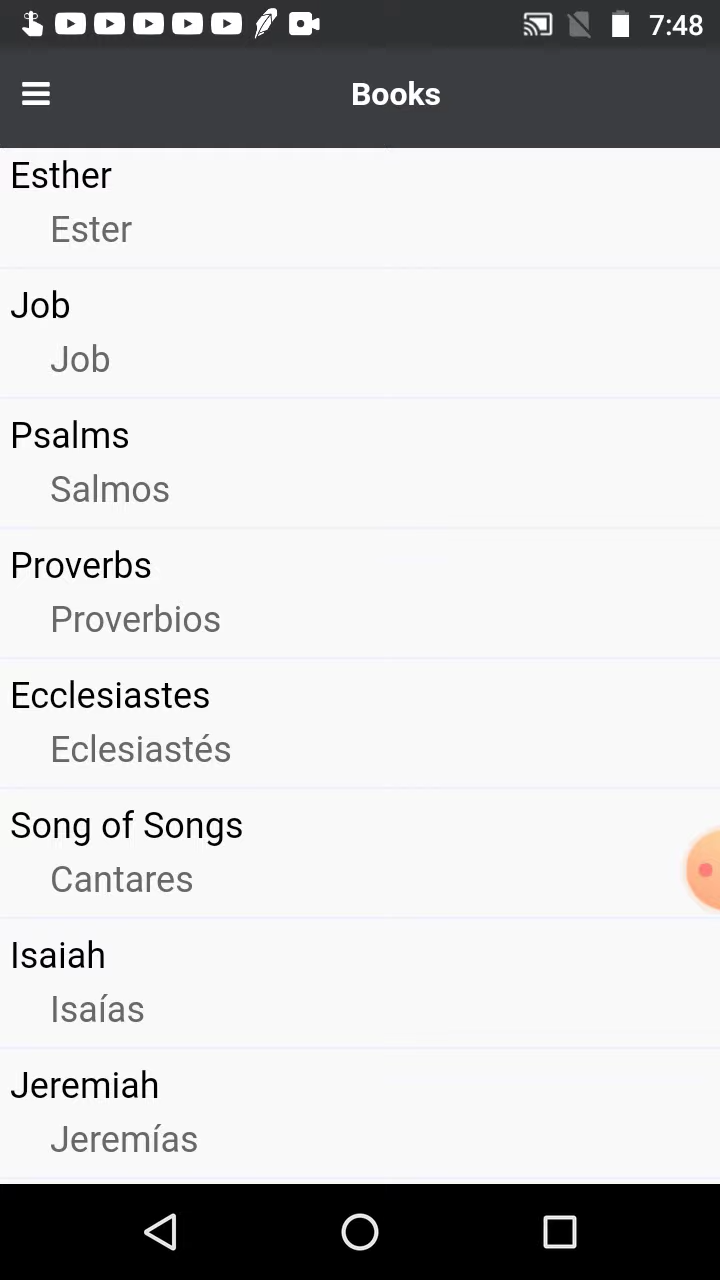 7:48
Books
Esther
Ester
Job
Job
Psalms
Salmos
Proverbs
Proverbios
Ecclesiastes
Eclesiastés
Song of Songs
Cantares
Isaiah
Isaías
Jeremiah
Jeremías